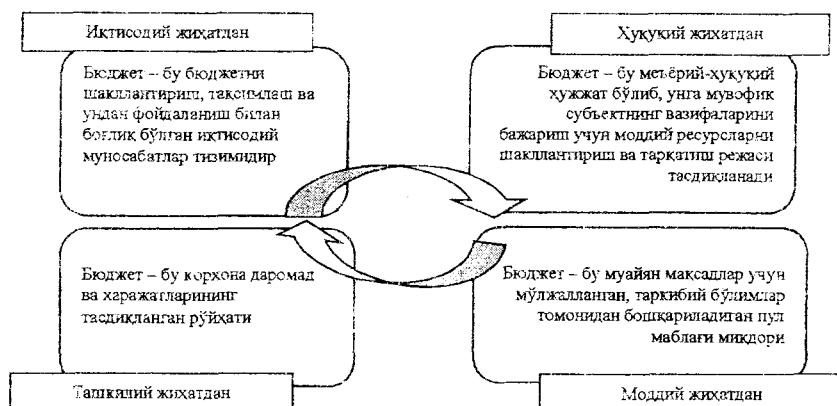 Иқтисодий жиҳатдан
Бюджет – бу бюджетни
шакллантириш, тақсимлаш ва
ундан фойдаланиш билан
боғлиқ бўлган иқтисодий
муносабатлар тизимидир
Ҳуқуқий жиҳатдан
Бюджет – бу меъёрий-ҳуқуқий
ҳужжат бўлиб, унга мувофиқ
субъектнинг вазифаларини
бажариш учун моддий ресурсларни
шакллантириш ва тарқатиш режаси
тасдиқланади
Бюджет – бу корхона даромад
ва харажатларининг
тасдиқланган рўйҳати
Ташкилий жиҳатдан
Бюджет – бу муайян мақсадлар учун
мўлжалланган, таркибий бўлимлар
томонидан бошқариладиган пул
маблағи миқдори
Моддий жиҳатдан